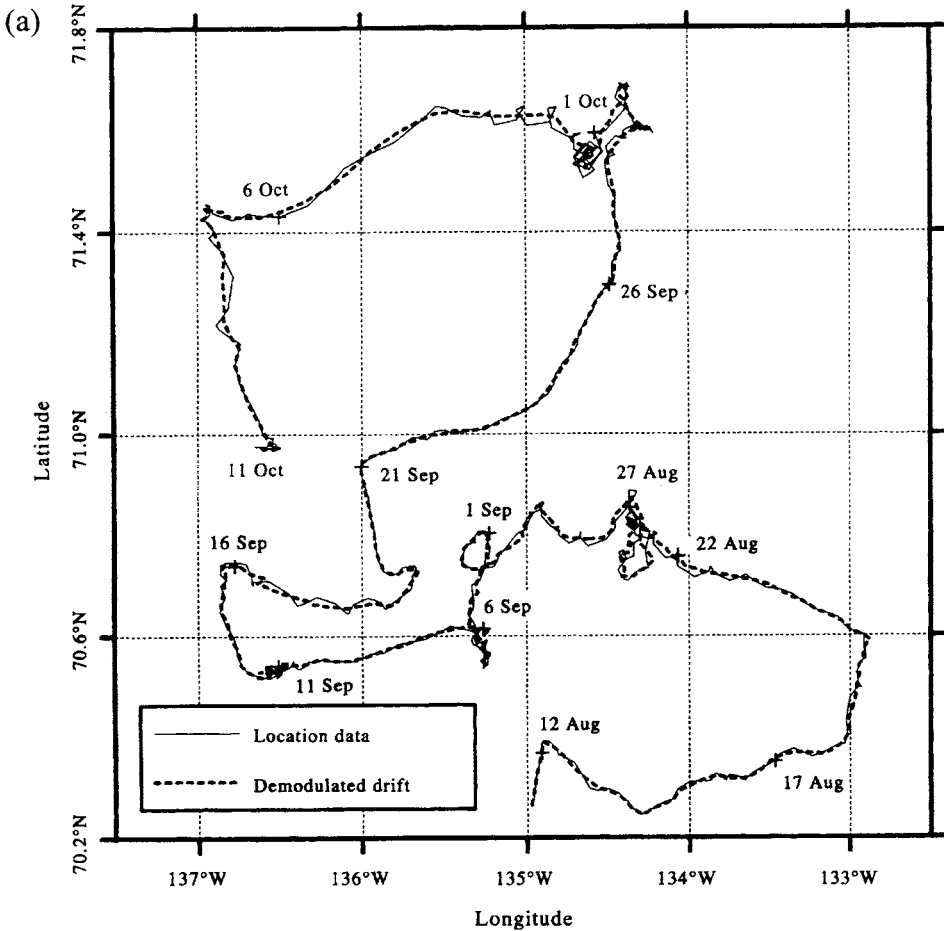 (a)
71.8°N
1 Oct
6 Oct
71.4°N
26 Sep
Latitude
71.0°N
11 Oct
21 Sep
27 Aug
1 Sep
16 Sep
22 Aug
6 Sep
70.6°N
11 Sep
12 Aug
Location data
17 Aug
Demodulated drift
70.2°N
137°W 136°W 135°W 134°W 133°W
Longitude